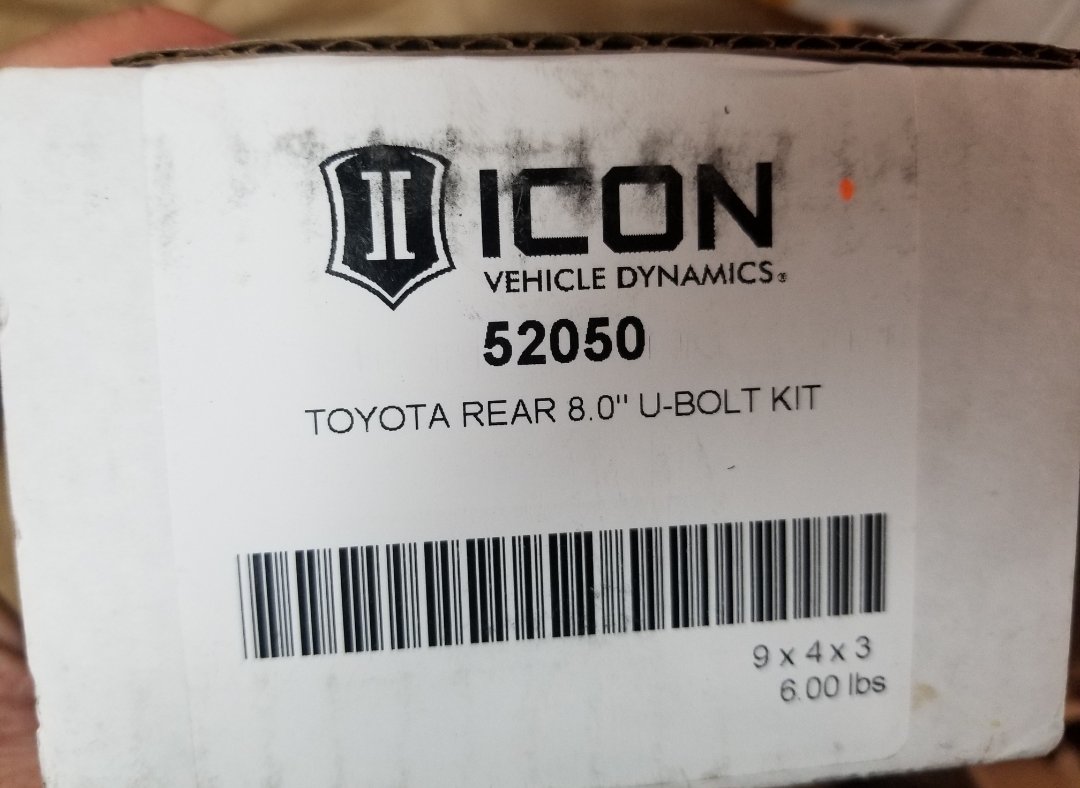 ICON
VEHICLE DYNAMICS®
52050
TOYOTA REAR 8.0" U-BOLT KIT
9 x 4 x 3
6.00 lbs